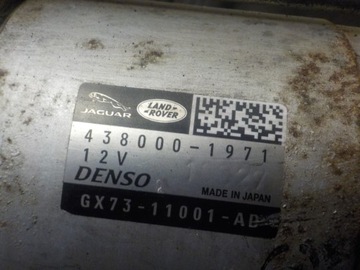 JAGUAR
LAND ROVER
438000-1971
12V
DENSO
MADE IN JAPAN
GX73-11001-AD